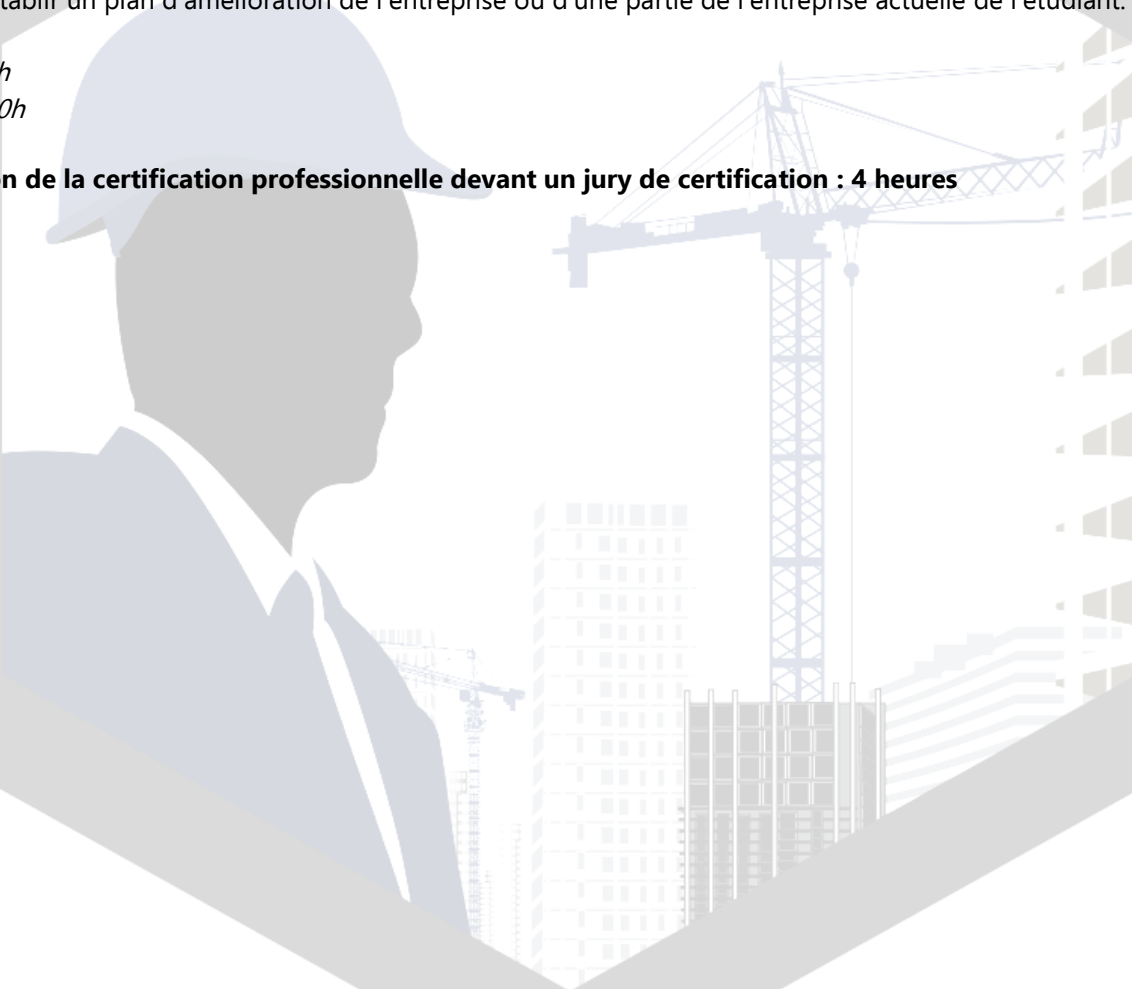 tablir un plan d'amélioration de l'entreprise ou d'une partie de l'entreprise actuelle de l'étudiant.
h
0h
n de la certification professionnelle devant un jury de certification : 4 heures